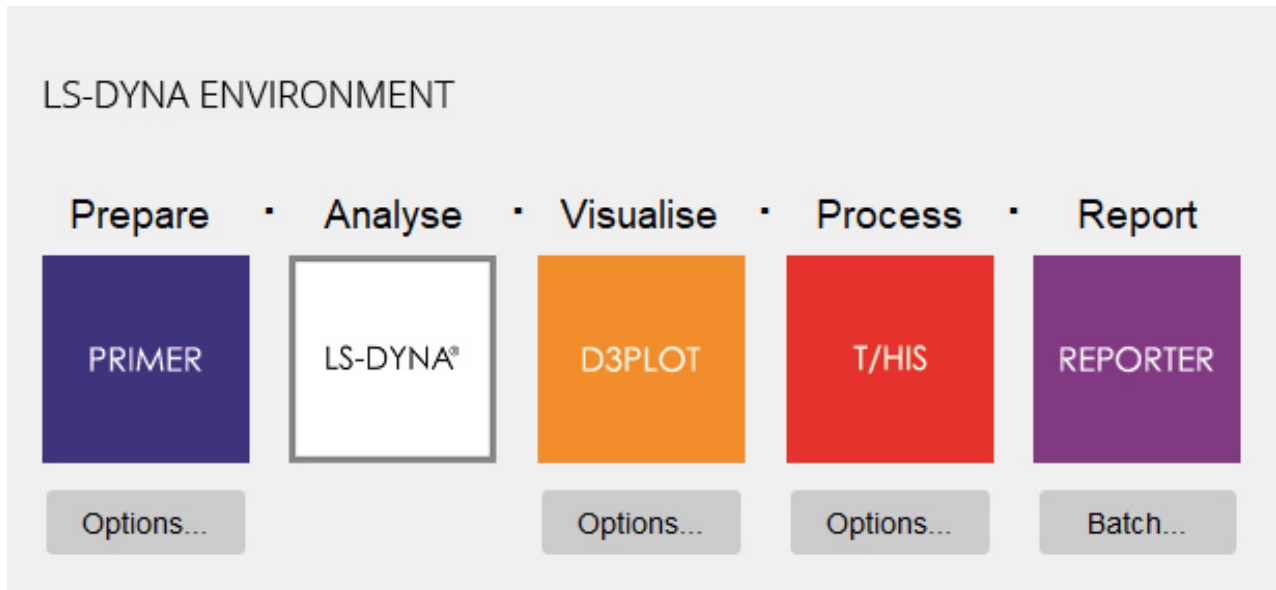 LS-DYNA ENVIRONMENT
Prepare · Analyse · Visualise · Process · Report
PRIMER LS-DYNA® D3PLOT T/HIS REPORTER
Options... Options... Options... Batch...